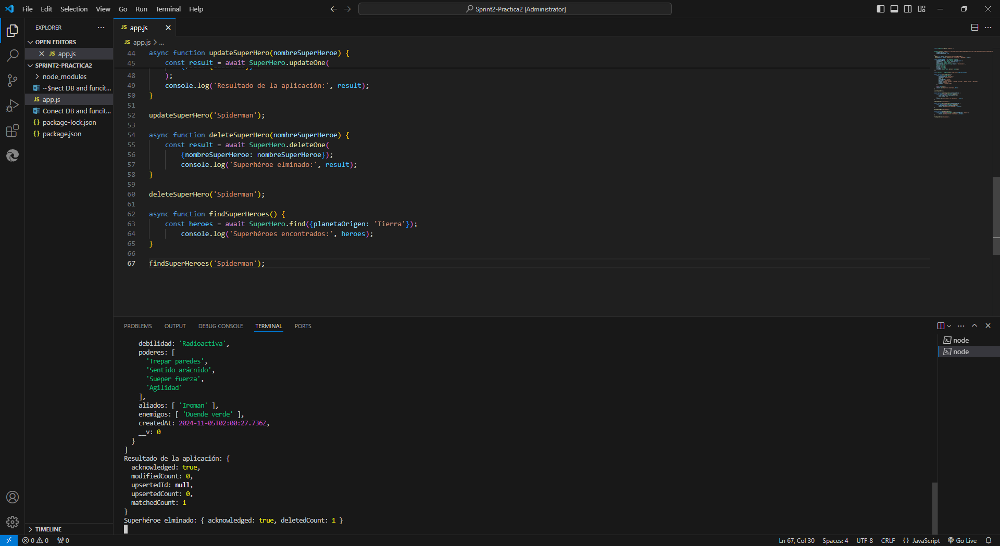 File Edit Selection View Go Run Terminal Help
Sprint2-Practica2 [Administrator]
EXPLORER
OPEN EDITORS
JS app.js
SPRINT2-PRACTICA2
node_modules
~$nect DB and funcit...
JS app.js
Conect DB and funcit...
{} package-lock.json
{} package.json
TIMELINE
JS app.js
JS app.js > ...
44 async function updateSuperHero(nombreSuperHeroe) {
45 const result = await SuperHero.updateOne(
48 );
49 console.log('Resultado de la aplicación:', result);
50 }
51
52 updateSuperHero('Spiderman');
53
54 async function deleteSuperHero(nombreSuperHeroe) {
55 const result = await SuperHero.deleteOne(
56 {nombreSuperHeroe: nombreSuperHeroe});
57 console.log('Superhéroe elminado:', result);
58 }
59
60 deleteSuperHero('Spiderman');
61
62 async function findSuperHeroes() {
63 const heroes = await SuperHero.find({planetaOrigen: 'Tierra'});
64 console.log('Superhéroes encontrados:', heroes);
65 }
66
67 findSuperHeroes('Spiderman');
PROBLEMS OUTPUT DEBUG CONSOLE TERMINAL PORTS
debilidad: 'Radioactiva',
poderes: [
'Trepar paredes',
'Sentido arácnido',
'Sueper fuerza',
'Agilidad'
],
aliados: [ 'Iroman' ],
enemigos: [ 'Duende verde' ],
createdAt: 2024-11-05T02:00:27.736Z,
__v: 0
}
]
Resultado de la aplicación: {
acknowledged: true,
modifiedCount: 0,
upsertedId: null,
upsertedCount: 0,
matchedCount: 1
}
Superhéroe elminado: { acknowledged: true, deletedCount: 1 }
node
node
0 0 0 Ln 67, Col 30 Spaces: 4 UTF-8 CRLF {} JavaScript Go Live